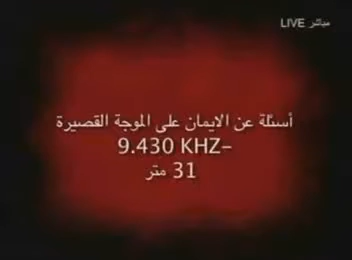 LIVE مباشر
أسئلة عن الايمان على الموجة القصيرة
9.430 KHZ-
31 متر